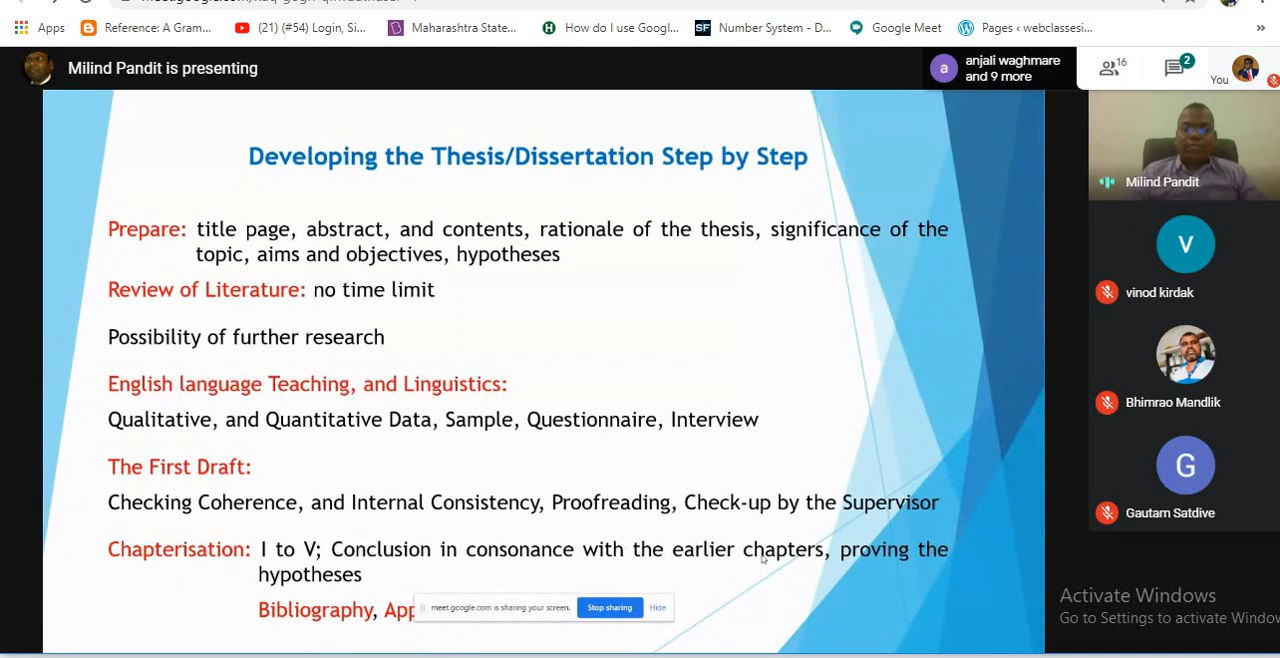 Apps
Reference: A Gram...
(21) (#54) Login, Si...
Maharashtra State...
How do I use Googl...
SF
Number System - D...
Google Meet
Pages ‹ webclassesi...
»
Milind Pandit is presenting
a
anjali waghmare
and 9 more
16
2
You
Developing the Thesis/Dissertation Step by Step
Prepare: title page, abstract, and contents, rationale of the thesis, significance of the
topic, aims and objectives, hypotheses
Review of Literature: no time limit
Possibility of further research
English language Teaching, and Linguistics:
Qualitative, and Quantitative Data, Sample, Questionnaire, Interview
The First Draft:
Checking Coherence, and Internal Consistency, Proofreading, Check-up by the Supervisor
Chapterisation: I to V; Conclusion in consonance with the earlier chapters, proving the
hypotheses
Bibliography, App
meet.google.com is sharing your screen.
Stop sharing
Hide
Milind Pandit
V
vinod kirdak
Bhimrao Mandlik
G
Gautam Satdive
Activate Windows
Go to Settings to activate Window